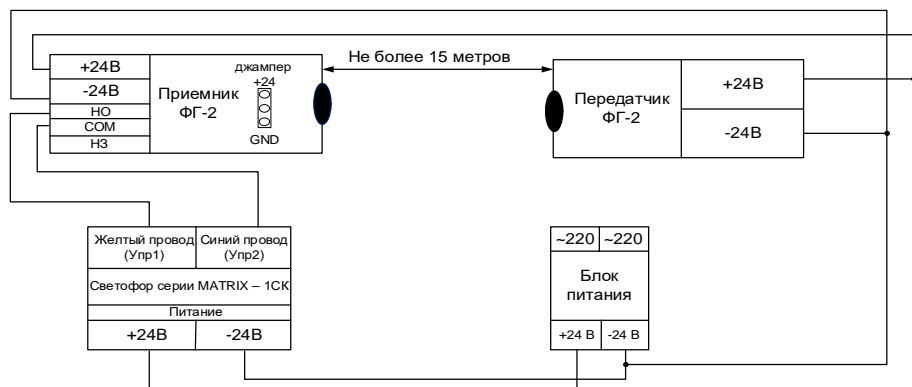 +24В
-24В
НО
COM
НЗ
Приемник
ФГ-2
джампер
+24
GND
Не более 15 метров
Передатчик
ФГ-2
+24В
-24В
Желтый провод
(Упр1)
Синий провод
(Упр2)
Светофор серии MATRIX – 1СК
Питание
+24В
-24В
~220
~220
Блок
питания
+24 В
-24 В